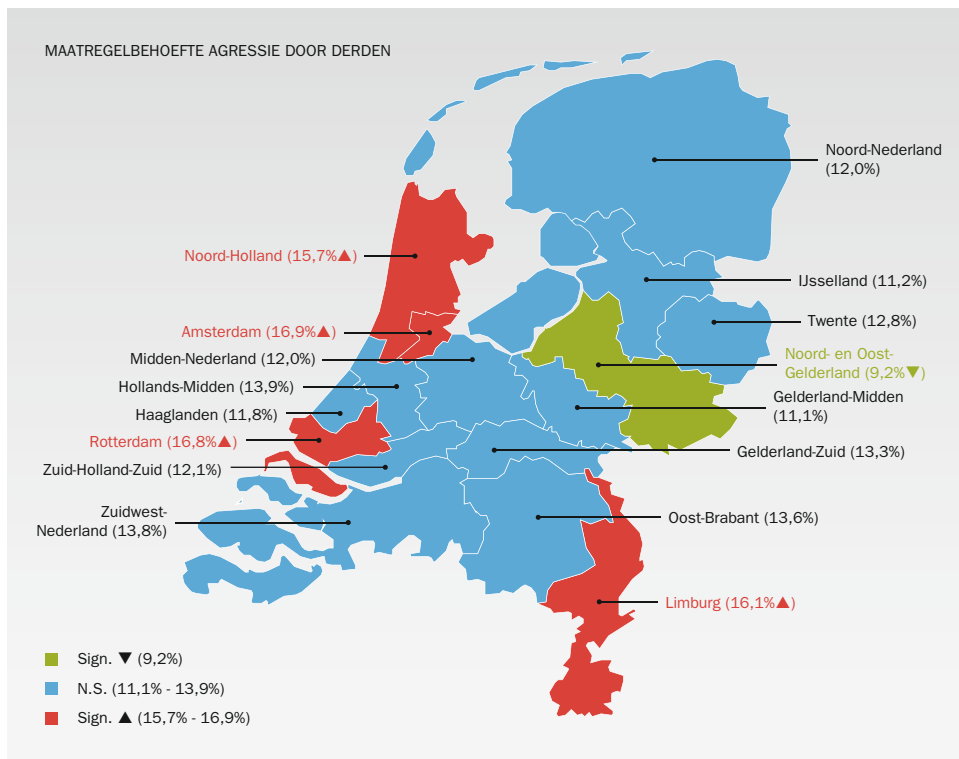 MAATREGELBEHOEFTE AGRESSIE DOOR DERDEN
Noord-Nederland
(12,0%)
Noord-Holland (15,7%▲)
IJsselland (11,2%)
Amsterdam (16,9%▲)
Twente (12,8%)
Midden-Nederland (12,0%)
Noord- en Oost-
Gelderland (9,2%▼)
Hollands-Midden (13,9%)
Gelderland-Midden
(11,1%)
Haaglanden (11,8%)
Rotterdam (16,8%▲)
Gelderland-Zuid (13,3%)
Zuid-Holland-Zuid (12,1%)
Zuidwest-
Nederland (13,8%)
Oost-Brabant (13,6%)
Limburg (16,1%▲)
Sign. ▼ (9,2%)
N.S. (11,1% - 13,9%)
Sign. ▲ (15,7% - 16,9%)